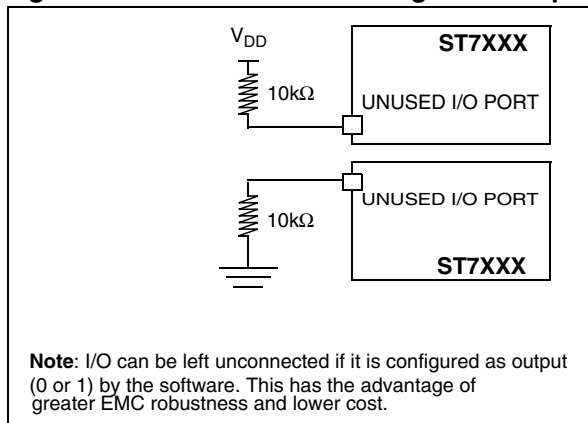 V_DD
ST7XXX
10kΩ
UNUSED I/O PORT
UNUSED I/O PORT
10kΩ
ST7XXX
Note: I/O can be left unconnected if it is configured as output
(0 or 1) by the software. This has the advantage of
greater EMC robustness and lower cost.